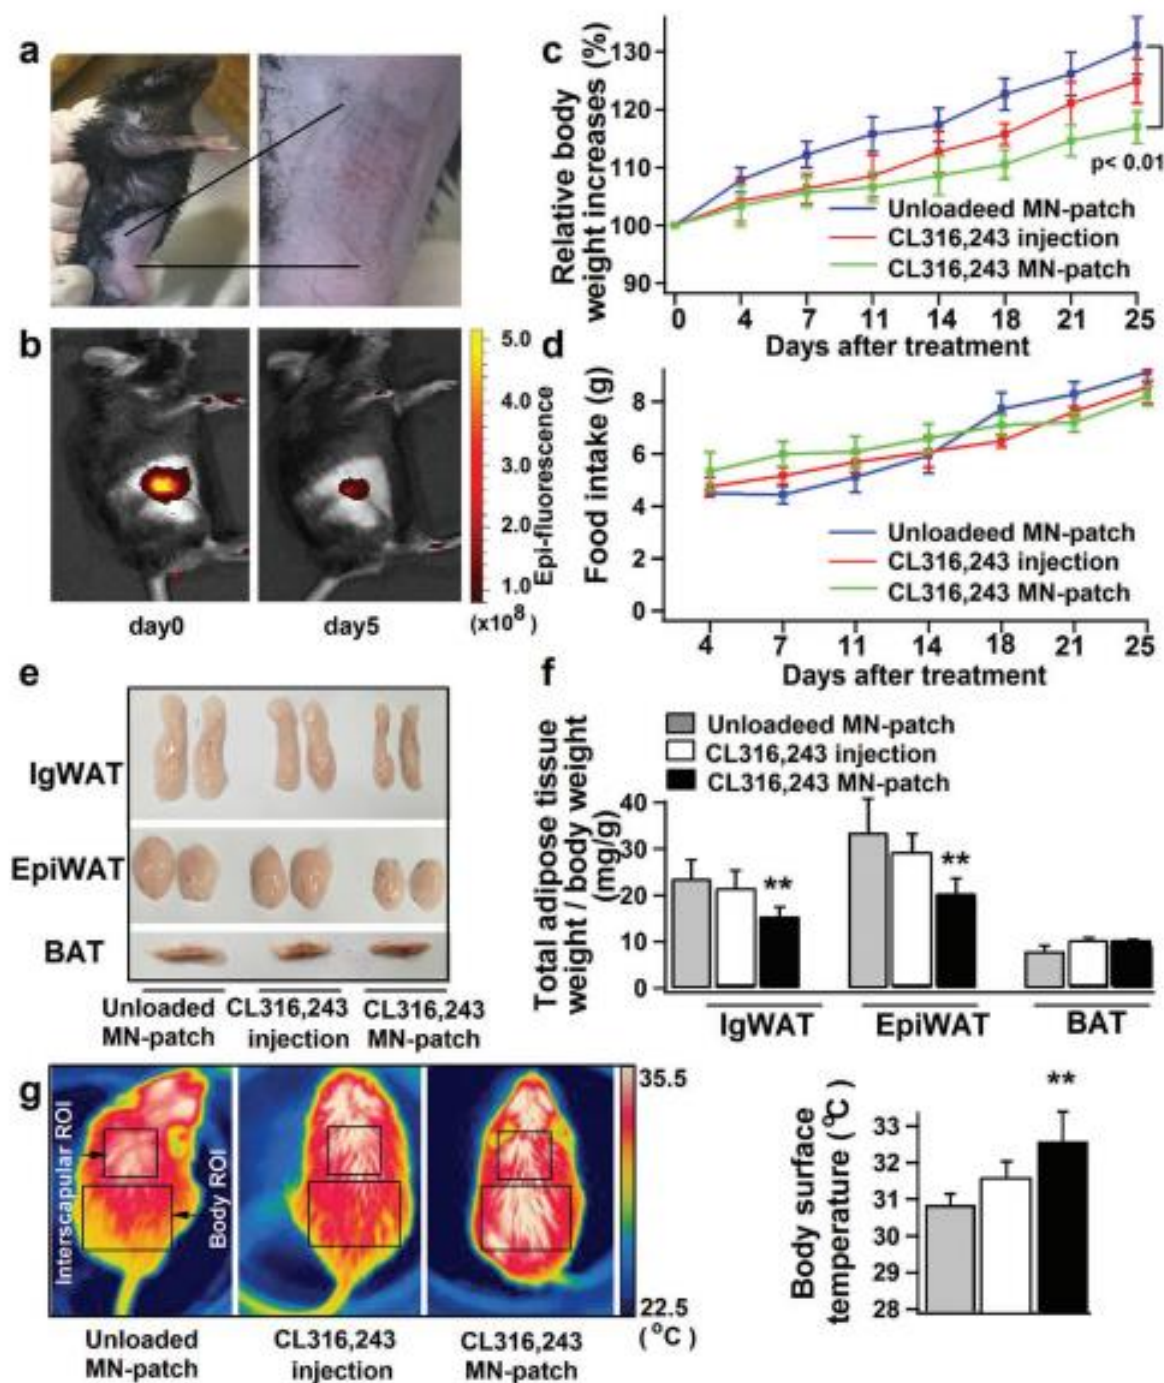 a
c
Relative body
weight increases (%)
130
120
110
100
90
p< 0.01
Unloadeed MN-patch
CL316,243 injection
CL316,243 MN-patch
0 4 7 11 14 18 21 25
Days after treatment
b
5.0
4.0
3.0
2.0
1.0
Epi-fluorescence
(x10⁸)
day0
day5
d
Food intake (g)
8
6
4
2
0
Unloadeed MN-patch
CL316,243 injection
CL316,243 MN-patch
4 7 11 14 18 21 25
Days after treatment
e
IgWAT
EpiWAT
BAT
Unloaded
MN-patch
CL316,243
injection
CL316,243
MN-patch
f
Unloadeed MN-patch
CL316,243 injection
CL316,243 MN-patch
Total adipose tissue
weight / body weight
(mg/g)
40
30
20
10
0
**
**
IgWAT
EpiWAT
BAT
g
Interscapular ROI
Body ROI
35.5
22.5
(°C)
Unloaded
MN-patch
CL316,243
injection
CL316,243
MN-patch
Body surface
temperature (°C)
33
32
31
30
29
28
**